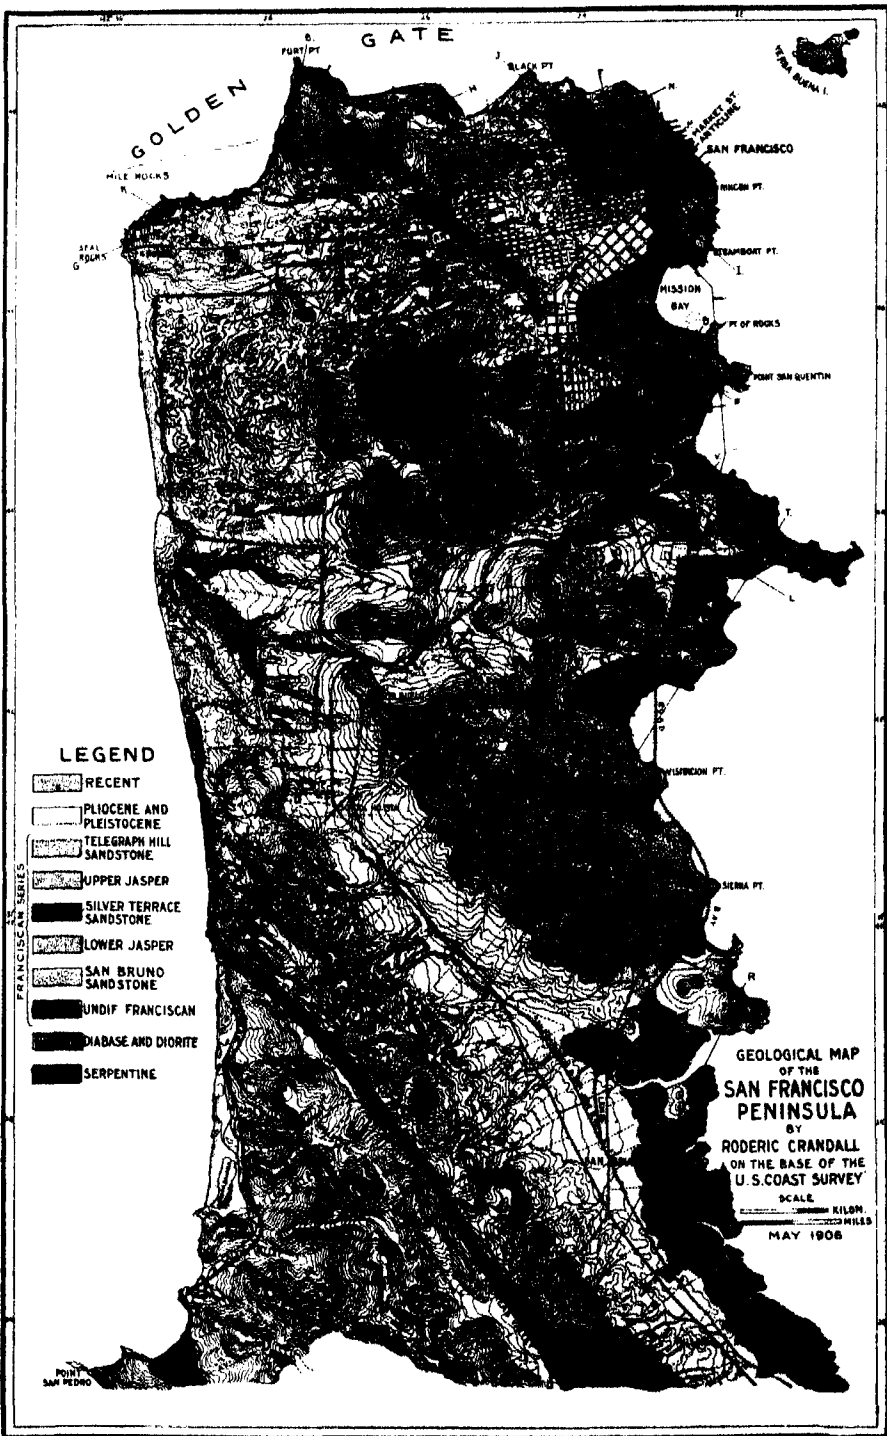 GOLDEN GATE
B.
FORT PT
J
BLACK PT
H
T
N.
YERBA BUENA I.
MARKET ST.
ANTICLINE
SAN FRANCISCO
MILE ROCKS
K
RINCON PT.
SEAL
ROCKS
G
STEAMBOAT PT.
I.
MISSION
BAY
PT OF ROCKS
POINT SAN QUENTIN
T.
L
VISITACION PT.
SIERRA PT.
R
LEGEND
RECENT
PLIOCENE AND
PLEISTOCENE
FRANCISCAN SERIES
TELEGRAPH HILL
SANDSTONE
UPPER JASPER
SILVER TERRACE
SANDSTONE
LOWER JASPER
SAN BRUNO
SANDSTONE
UNDIF FRANCISCAN
DIABASE AND DIORITE
SERPENTINE
GEOLOGICAL MAP
OF THE
SAN FRANCISCO
PENINSULA
BY
RODERIC CRANDALL
ON THE BASE OF THE
U.S. COAST SURVEY
SCALE
KILOM.
MILES
MAY 1906
POINT
SAN PEDRO